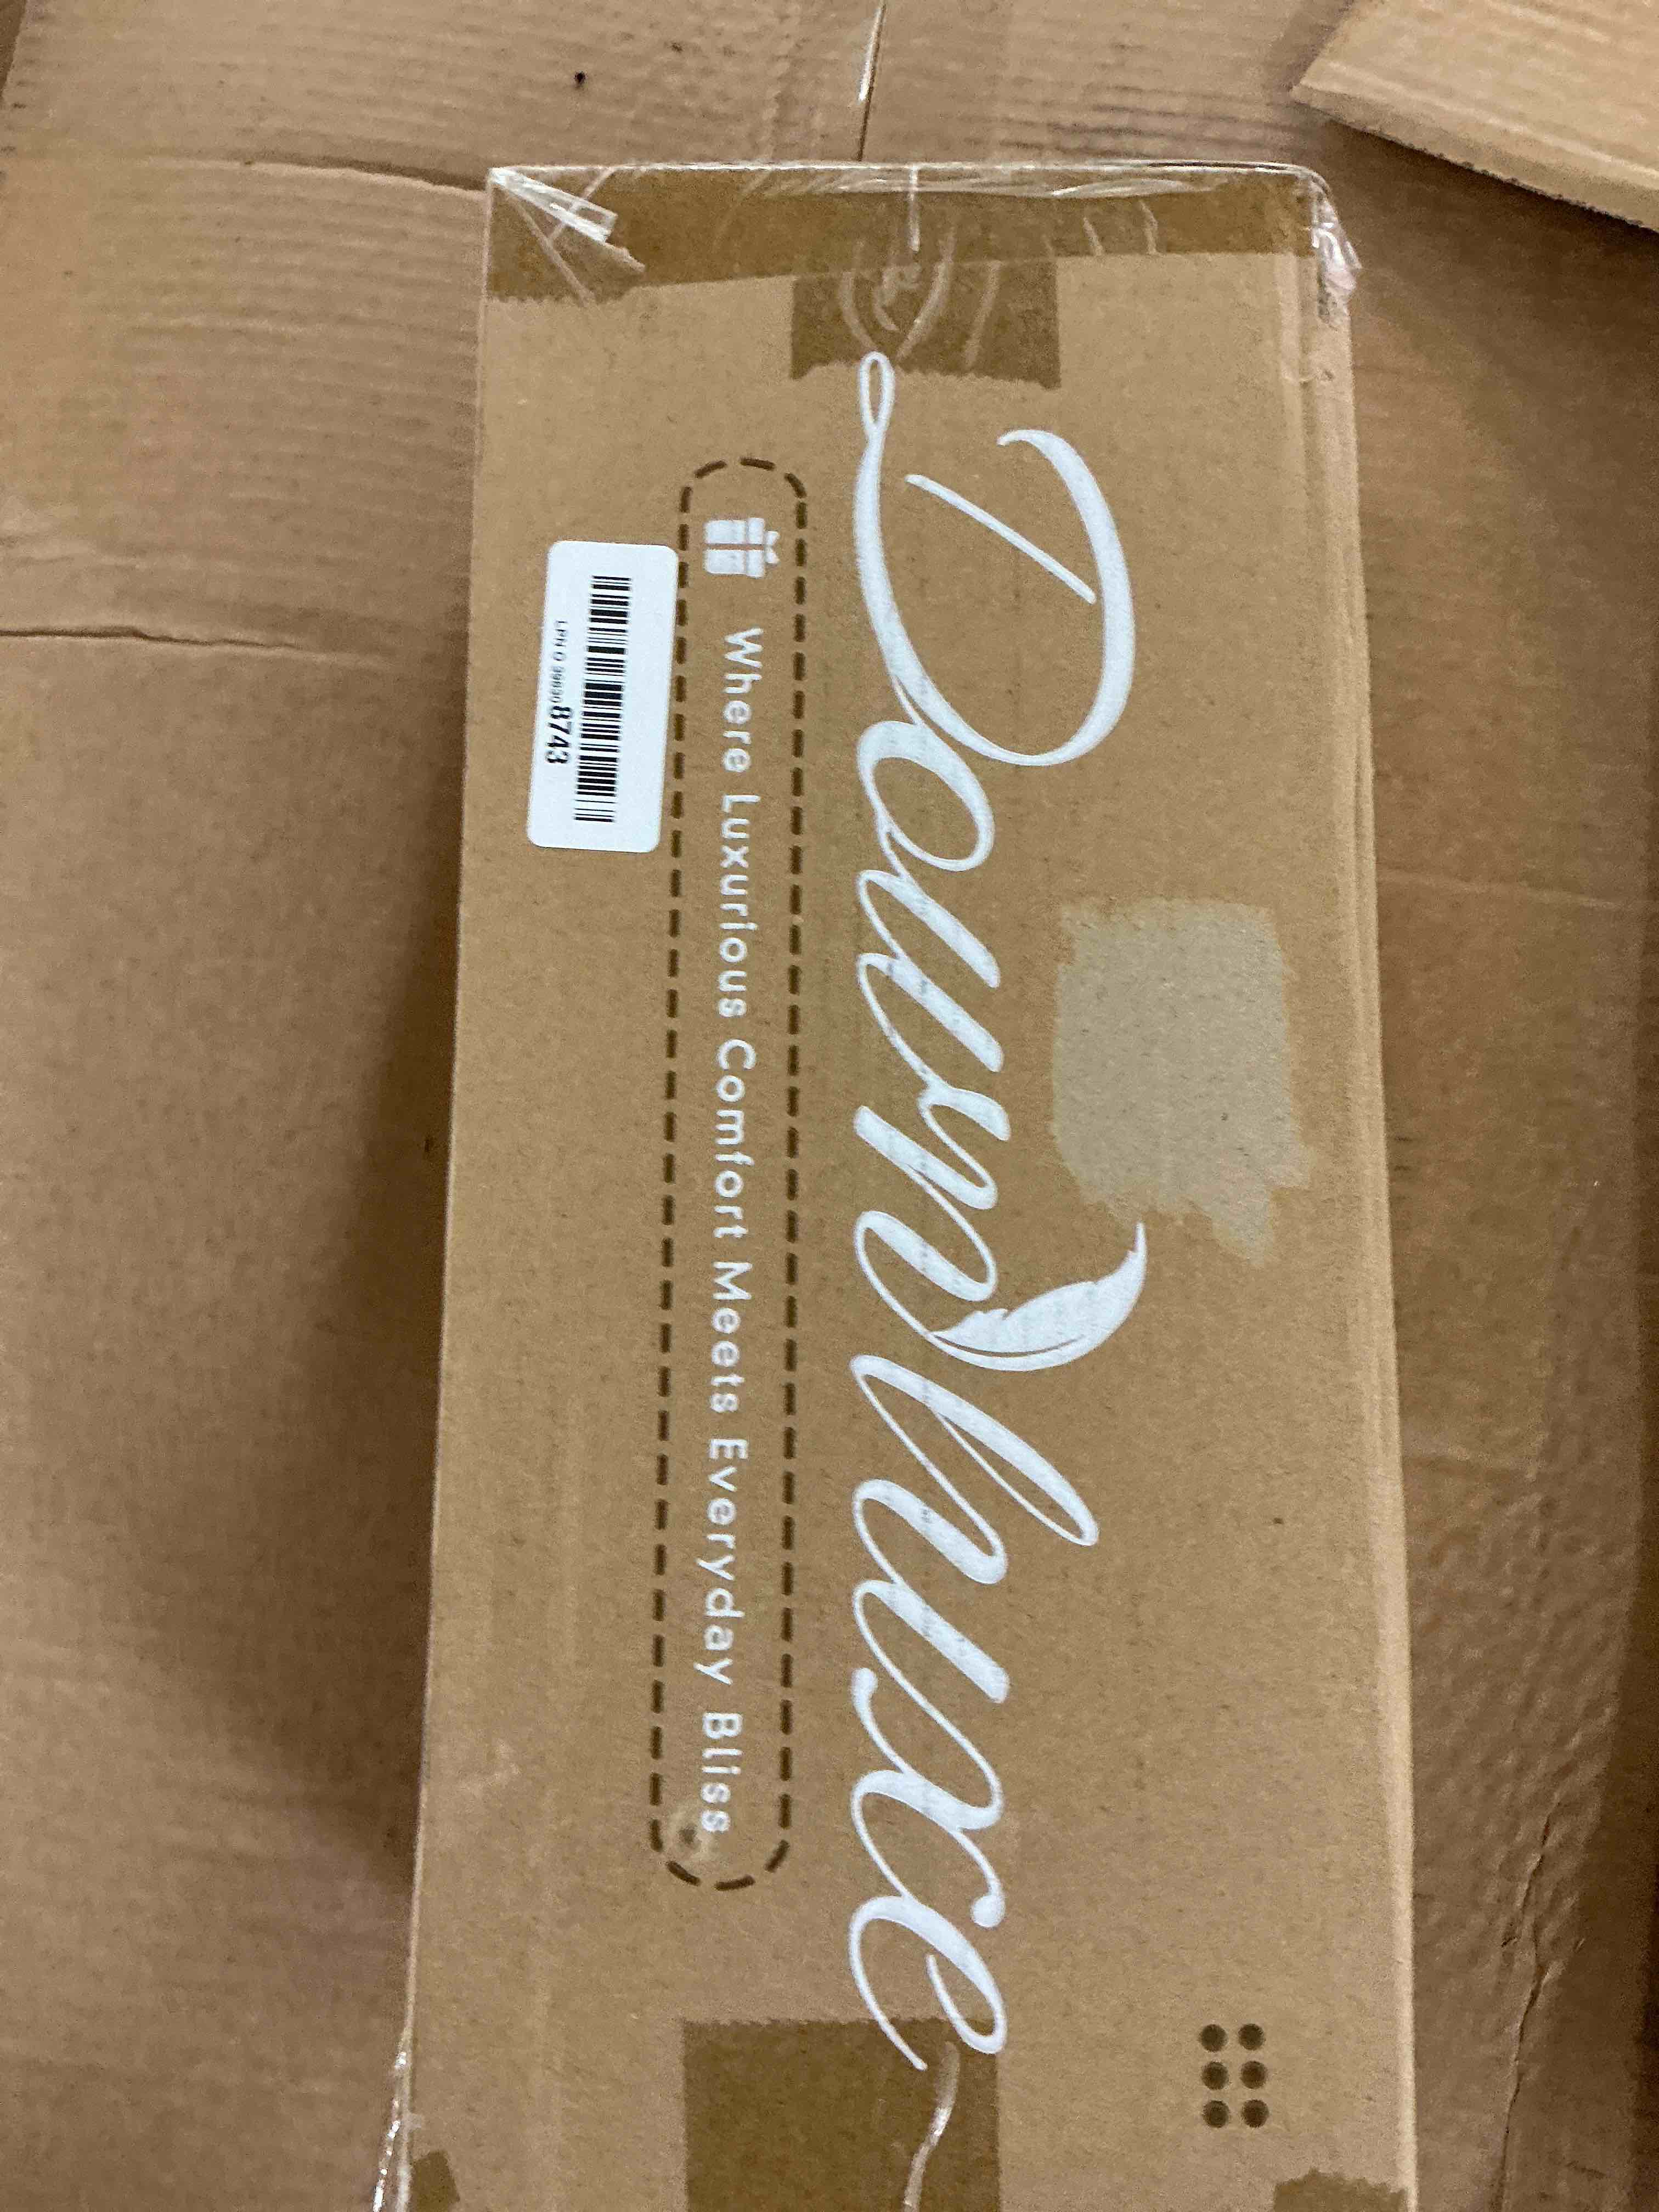 Downluxe
Where Luxurious Comfort Meets Everyday Bliss
8743